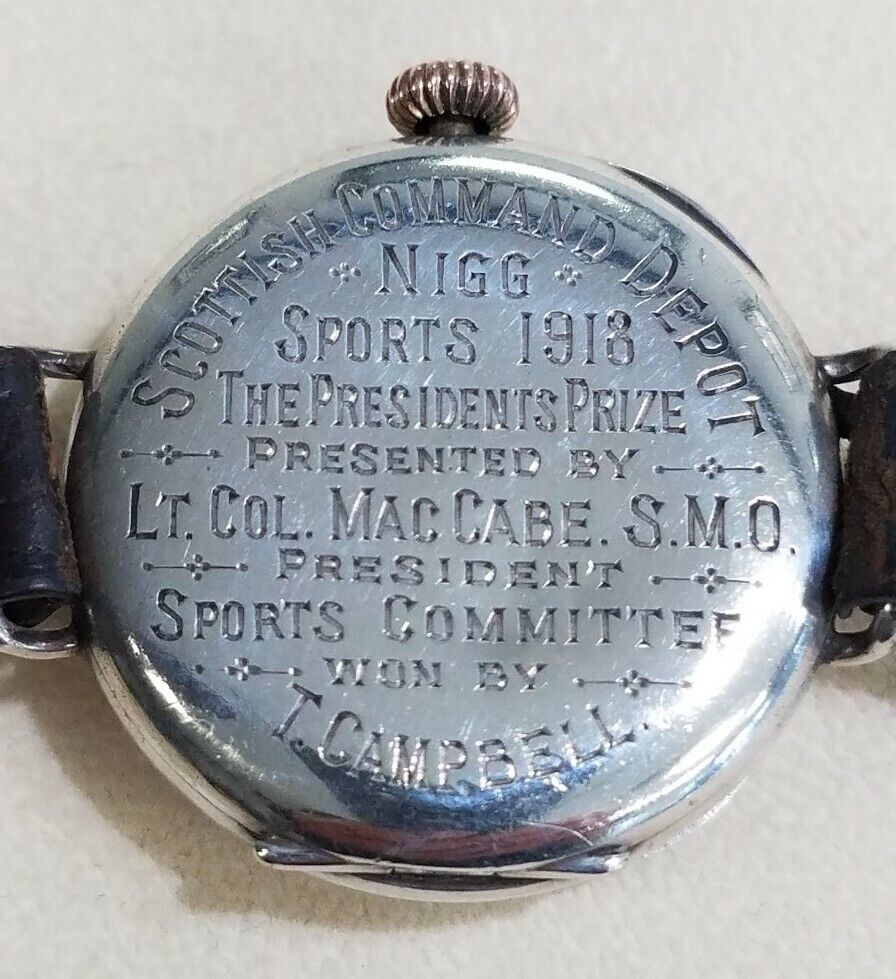 SCOTTISH COMMAND DEPOT
NIGG
SPORTS 1918
THE PRESIDENTS PRIZE
PRESENTED BY
LT. COL. MAC CABE. S.M.O.
PRESIDENT
SPORTS COMMITTEE
WON BY
T. CAMPBELL.